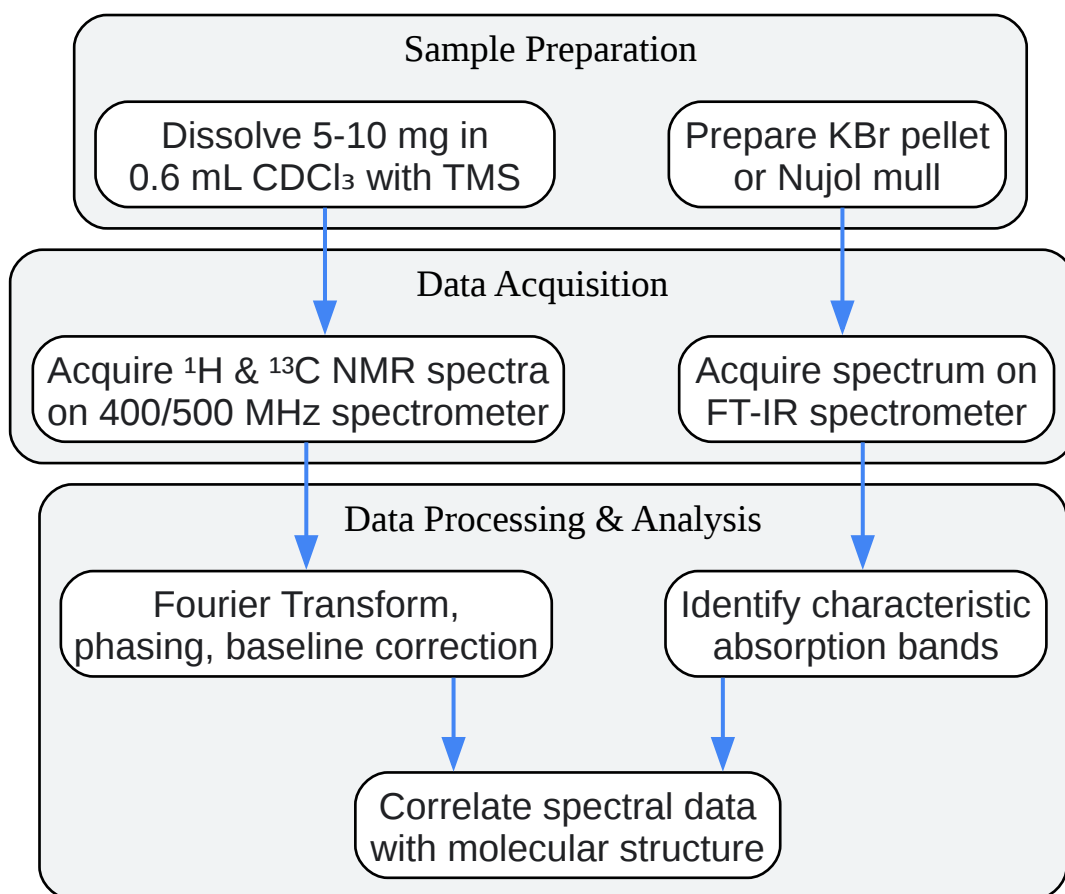 Sample Preparation
Dissolve 5-10 mg in
0.6 mL CDCl₃ with TMS
Prepare KBr pellet
or Nujol mull
Data Acquisition
Acquire ¹H & ¹³C NMR spectra
on 400/500 MHz spectrometer
Acquire spectrum on
FT-IR spectrometer
Data Processing & Analysis
Fourier Transform,
phasing, baseline correction
Identify characteristic
absorption bands
Correlate spectral data
with molecular structure